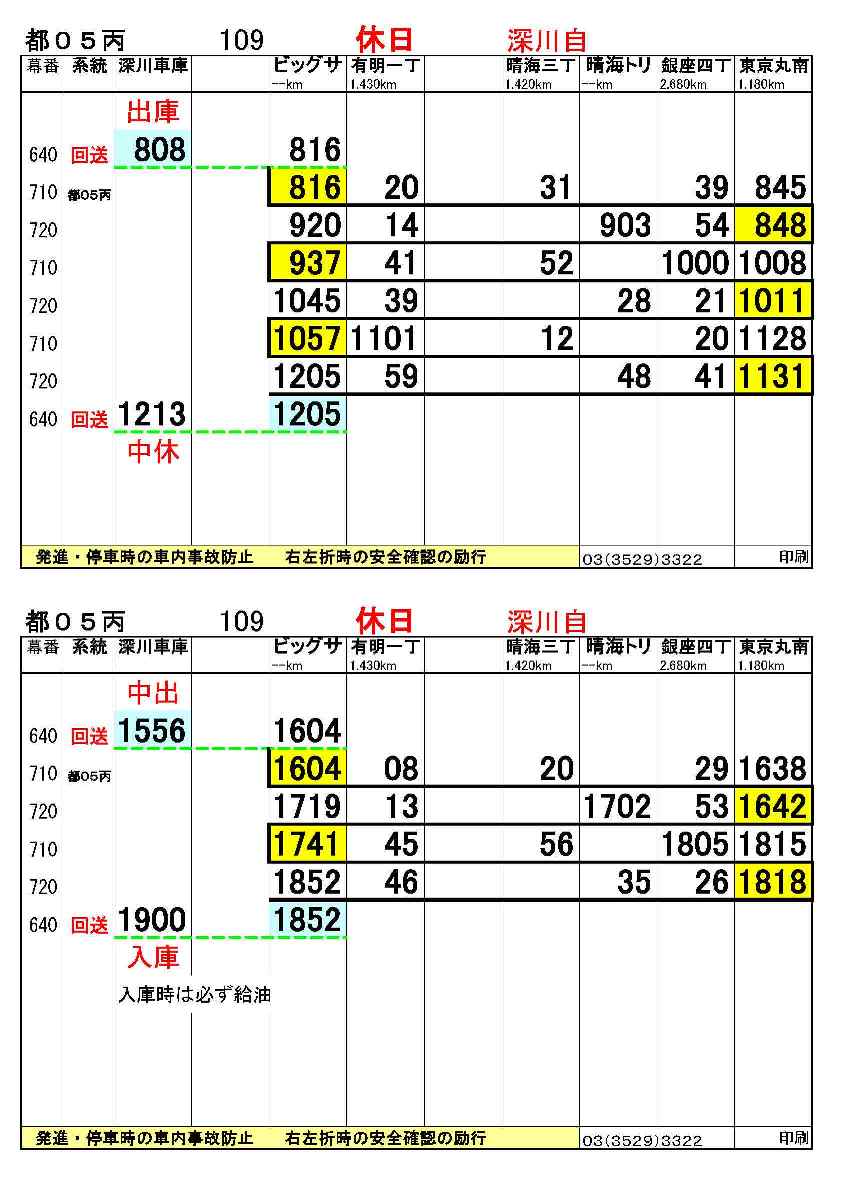 都０５丙 109 休日 深川自
幕番 系統 深川車庫 ビッグサ 有明一丁 晴海三丁 晴海トリ 銀座四丁 東京丸南
--km 1.430km 1.420km --km 2.680km 1.180km
出庫
640 回送 808 816
710 都05丙 816 20 31 39 845
720 920 14 903 54 848
710 937 41 52 1000 1008
720 1045 39 28 21 1011
710 1057 1101 12 20 1128
720 1205 59 48 41 1131
640 回送 1213 1205
中休
発進・停車時の車内事故防止 右左折時の安全確認の励行 03(3529)3322 印刷
都０５丙 109 休日 深川自
幕番 系統 深川車庫 ビッグサ 有明一丁 晴海三丁 晴海トリ 銀座四丁 東京丸南
--km 1.430km 1.420km --km 2.680km 1.180km
中出
640 回送 1556 1604
710 都05丙 1604 08 20 29 1638
720 1719 13 1702 53 1642
710 1741 45 56 1805 1815
720 1852 46 35 26 1818
640 回送 1900 1852
入庫
入庫時は必ず給油
発進・停車時の車内事故防止 右左折時の安全確認の励行 03(3529)3322 印刷